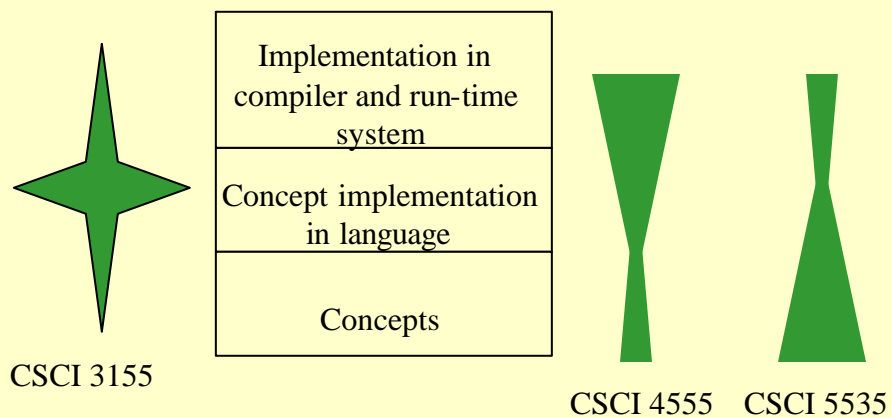 Implementation in
compiler and run-time
system
Concept implementation
in language
Concepts
CSCI 3155
CSCI 4555
CSCI 5535